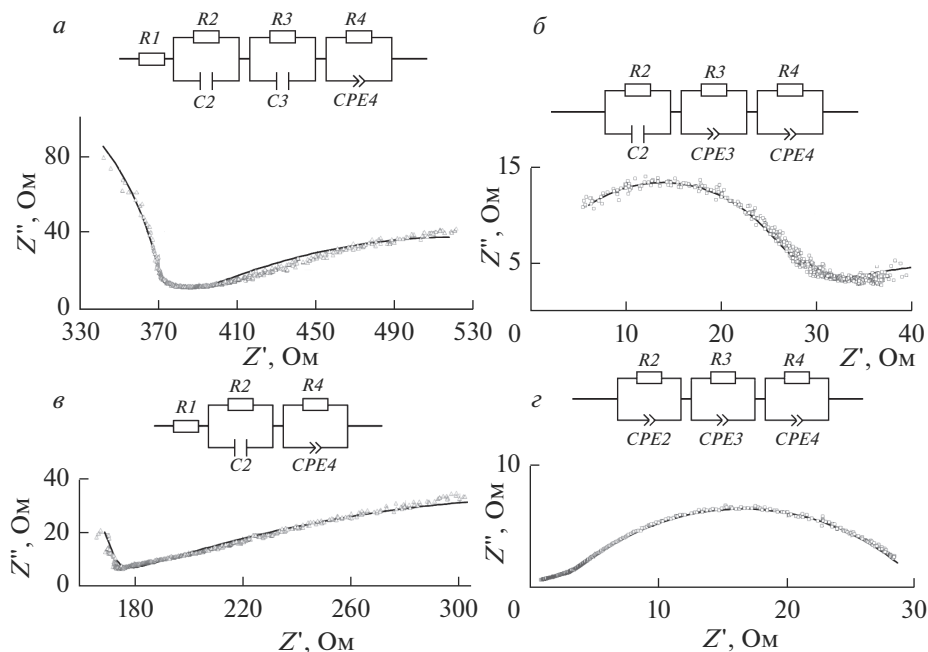 а
R1
R2
R3
R4
C2
C3
CPE4
Z", Ом
80
40
0
330 370 410 450 490 530
Z', Ом
б
R2
R3
R4
C2
CPE3
CPE4
Z", Ом
15
5
0
10 20 30 40
Z', Ом
в
R1
R2
R4
C2
CPE4
Z", Ом
40
20
0
180 220 260 300
Z', Ом
г
R2
R3
R4
CPE2
CPE3
CPE4
Z", Ом
10
0
10 20 30
Z', Ом